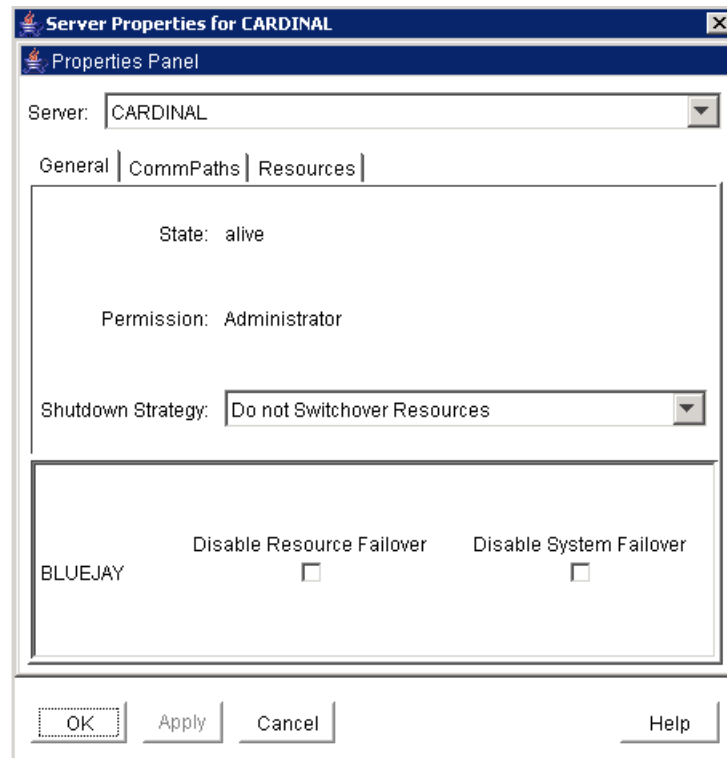 Server Properties for CARDINAL
Properties Panel
Server: CARDINAL
General CommPaths Resources
State: alive
Permission: Administrator
Shutdown Strategy: Do not Switchover Resources
Disable Resource Failover Disable System Failover
BLUEJAY
OK Apply Cancel Help